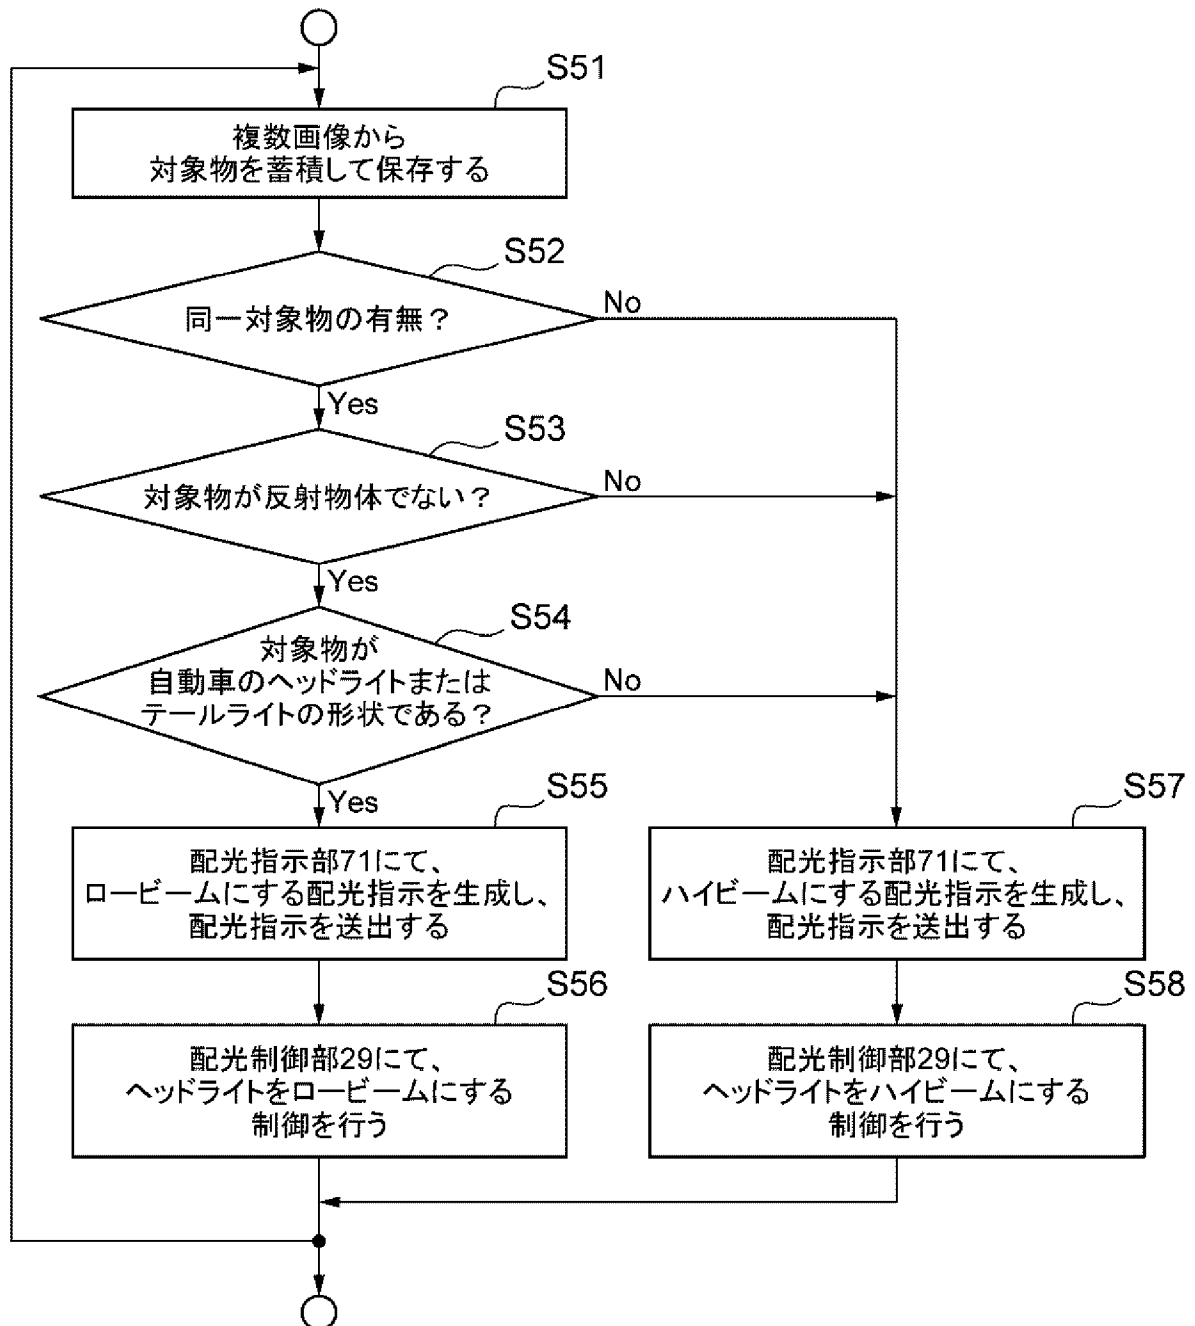 S51
複数画像から
対象物を蓄積して保存する
S52
同一対象物の有無?
No
Yes
S53
対象物が反射物体でない?
No
Yes
S54
対象物が
自動車のヘッドライトまたは
テールライトの形状である?
No
Yes
S55
配光指示部71にて、
ロービームにする配光指示を生成し、
配光指示を送出する
S57
配光指示部71にて、
ハイビームにする配光指示を生成し、
配光指示を送出する
S56
配光制御部29にて、
ヘッドライトをロービームにする
制御を行う
S58
配光制御部29にて、
ヘッドライトをハイビームにする
制御を行う